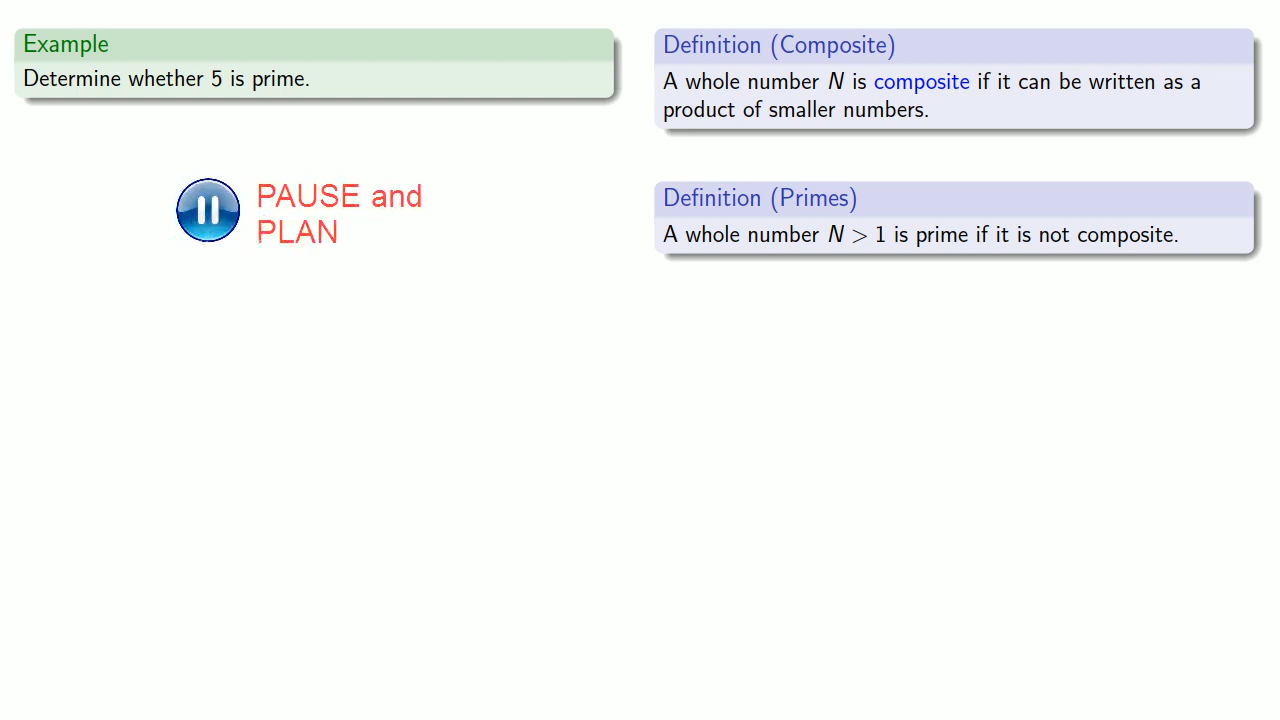 Example
Determine whether 5 is prime.
PAUSE and
PLAN
Definition (Composite)
A whole number N is composite if it can be written as a
product of smaller numbers.
Definition (Primes)
A whole number N > 1 is prime if it is not composite.